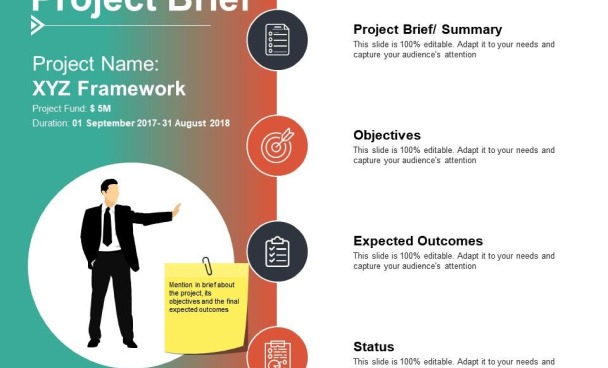 Project Brief
Project Name:
XYZ Framework
Project Fund: $ 5M
Duration: 01 September 2017- 31 August 2018
Mention in brief about
the project, its
objectives and the final
expected outcomes
Project Brief/ Summary
This slide is 100% editable. Adapt it to your needs and
capture your audience's attention
Objectives
This slide is 100% editable. Adapt it to your needs and
capture your audience's attention
Expected Outcomes
This slide is 100% editable. Adapt it to your needs and
capture your audience's attention
Status
This slide is 100% editable. Adapt it to your needs and